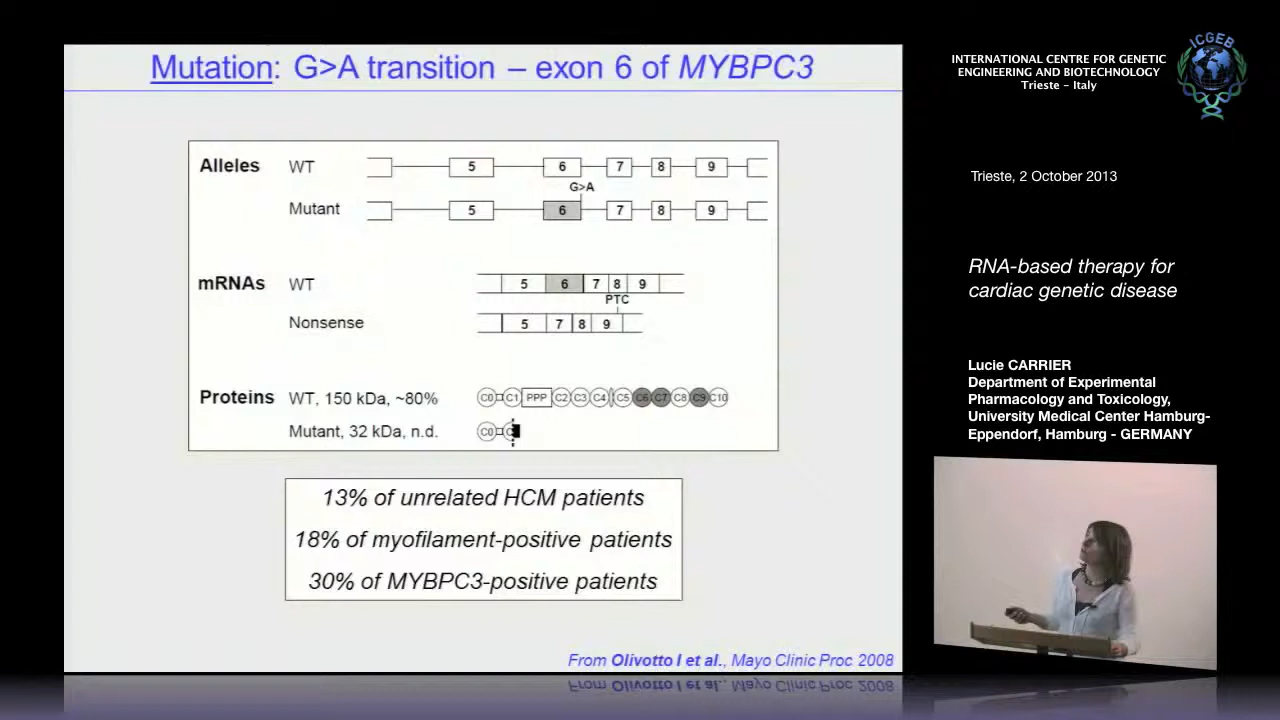 Mutation: G>A transition – exon 6 of MYBPC3
Alleles WT 5 6 7 8 9
G>A
Mutant 5 6 7 8 9
mRNAs WT 5 6 7 8 9
PTC
Nonsense 5 7 8 9
Proteins WT, 150 kDa, ~80% C0 C1 PPP C2 C3 C4 C5 C6 C7 C8 C9 C10
Mutant, 32 kDa, n.d. C0
13% of unrelated HCM patients
18% of myofilament-positive patients
30% of MYBPC3-positive patients
From Olivotto I et al., Mayo Clinic Proc 2008
INTERNATIONAL CENTRE FOR GENETIC
ENGINEERING AND BIOTECHNOLOGY
Trieste - Italy
ICGEB
Trieste, 2 October 2013
RNA-based therapy for
cardiac genetic disease
Lucie CARRIER
Department of Experimental
Pharmacology and Toxicology,
University Medical Center Hamburg-
Eppendorf, Hamburg - GERMANY